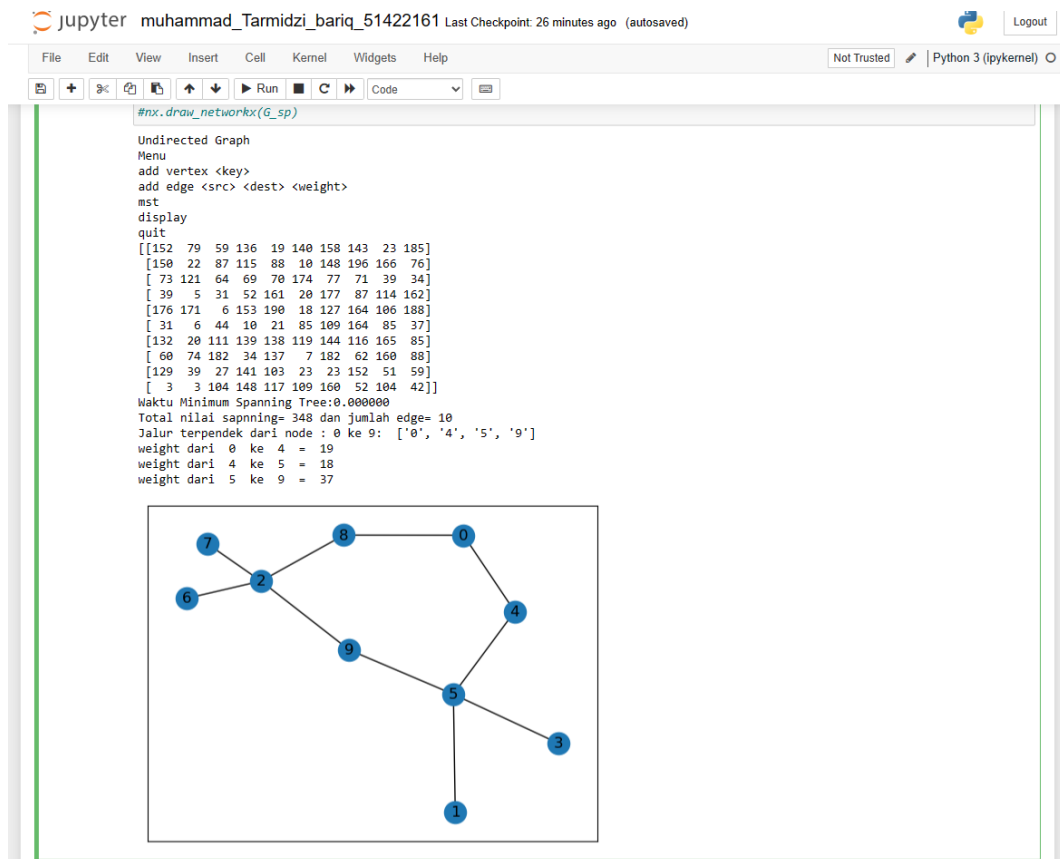 jupyter muhammad_Tarmidzi_bariq_51422161 Last Checkpoint: 26 minutes ago (autosaved) Logout
File Edit View Insert Cell Kernel Widgets Help Not Trusted Python 3 (ipykernel)
Run Code
#nx.draw_networkx(G_sp)
Undirected Graph
Menu
add vertex <key>
add edge <src> <dest> <weight>
mst
display
quit
[[152 79 59 136 19 140 158 143 23 185]
[150 22 87 115 88 10 148 196 166 76]
[ 73 121 64 69 70 174 77 71 39 34]
[ 39 5 31 52 161 20 177 87 114 162]
[176 171 6 153 190 18 127 164 106 188]
[ 31 6 44 10 21 85 109 164 85 37]
[132 20 111 139 138 119 144 116 165 85]
[ 60 74 182 34 137 7 182 62 160 88]
[129 39 27 141 103 23 23 152 51 59]
[ 3 3 104 148 117 109 160 52 104 42]]
Waktu Minimum Spanning Tree:0.000000
Total nilai sapnning= 348 dan jumlah edge= 10
Jalur terpendek dari node : 0 ke 9: ['0', '4', '5', '9']
weight dari 0 ke 4 = 19
weight dari 4 ke 5 = 18
weight dari 5 ke 9 = 37
8 0
7
2
6
4
9
5
3
1